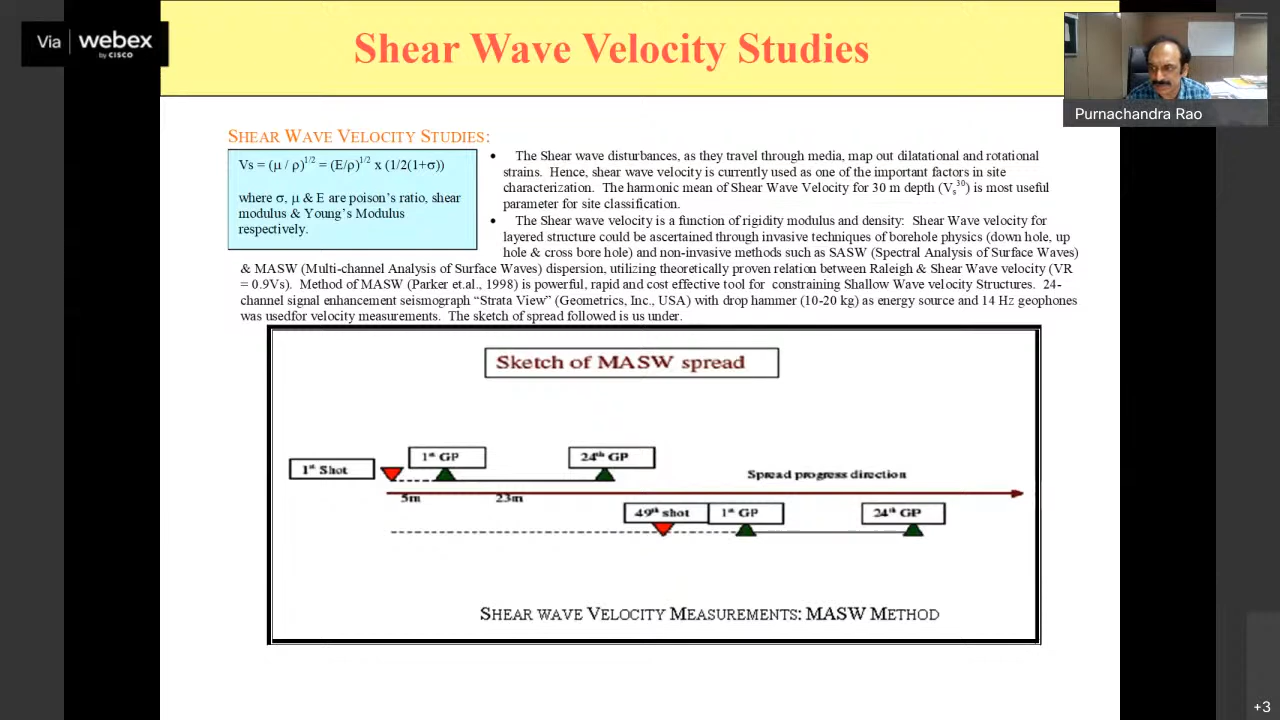 Via webex
by CISCO
Shear Wave Velocity Studies
Purnachandra Rao
SHEAR WAVE VELOCITY STUDIES:
Vs = (μ / ρ)^1/2 = (E/ρ)^1/2 x (1/2(1+σ))
where σ, μ & E are poison's ratio, shear
modulus & Young's Modulus
respectively.
• The Shear wave disturbances, as they travel through media, map out dilatational and rotational
strains. Hence, shear wave velocity is currently used as one of the important factors in site
characterization. The harmonic mean of Shear Wave Velocity for 30 m depth (Vs^30) is most useful
parameter for site classification.
• The Shear wave velocity is a function of rigidity modulus and density: Shear Wave velocity for
layered structure could be ascertained through invasive techniques of borehole physics (down hole, up
hole & cross bore hole) and non-invasive methods such as SASW (Spectral Analysis of Surface Waves)
& MASW (Multi-channel Analysis of Surface Waves) dispersion, utilizing theoretically proven relation between Raleigh & Shear Wave velocity (VR
= 0.9Vs). Method of MASW (Parker et.al., 1998) is powerful, rapid and cost effective tool for constraining Shallow Wave velocity Structures. 24-
channel signal enhancement seismograph "Strata View" (Geometrics, Inc., USA) with drop hammer (10-20 kg) as energy source and 14 Hz geophones
was usedfor velocity measurements. The sketch of spread followed is us under.
Sketch of MASW spread
1st Shot
1st GP
24th GP
Spread progress direction
5m
23m
49th shot
1st GP
24th GP
SHEAR WAVE VELOCITY MEASUREMENTS: MASW METHOD
+3